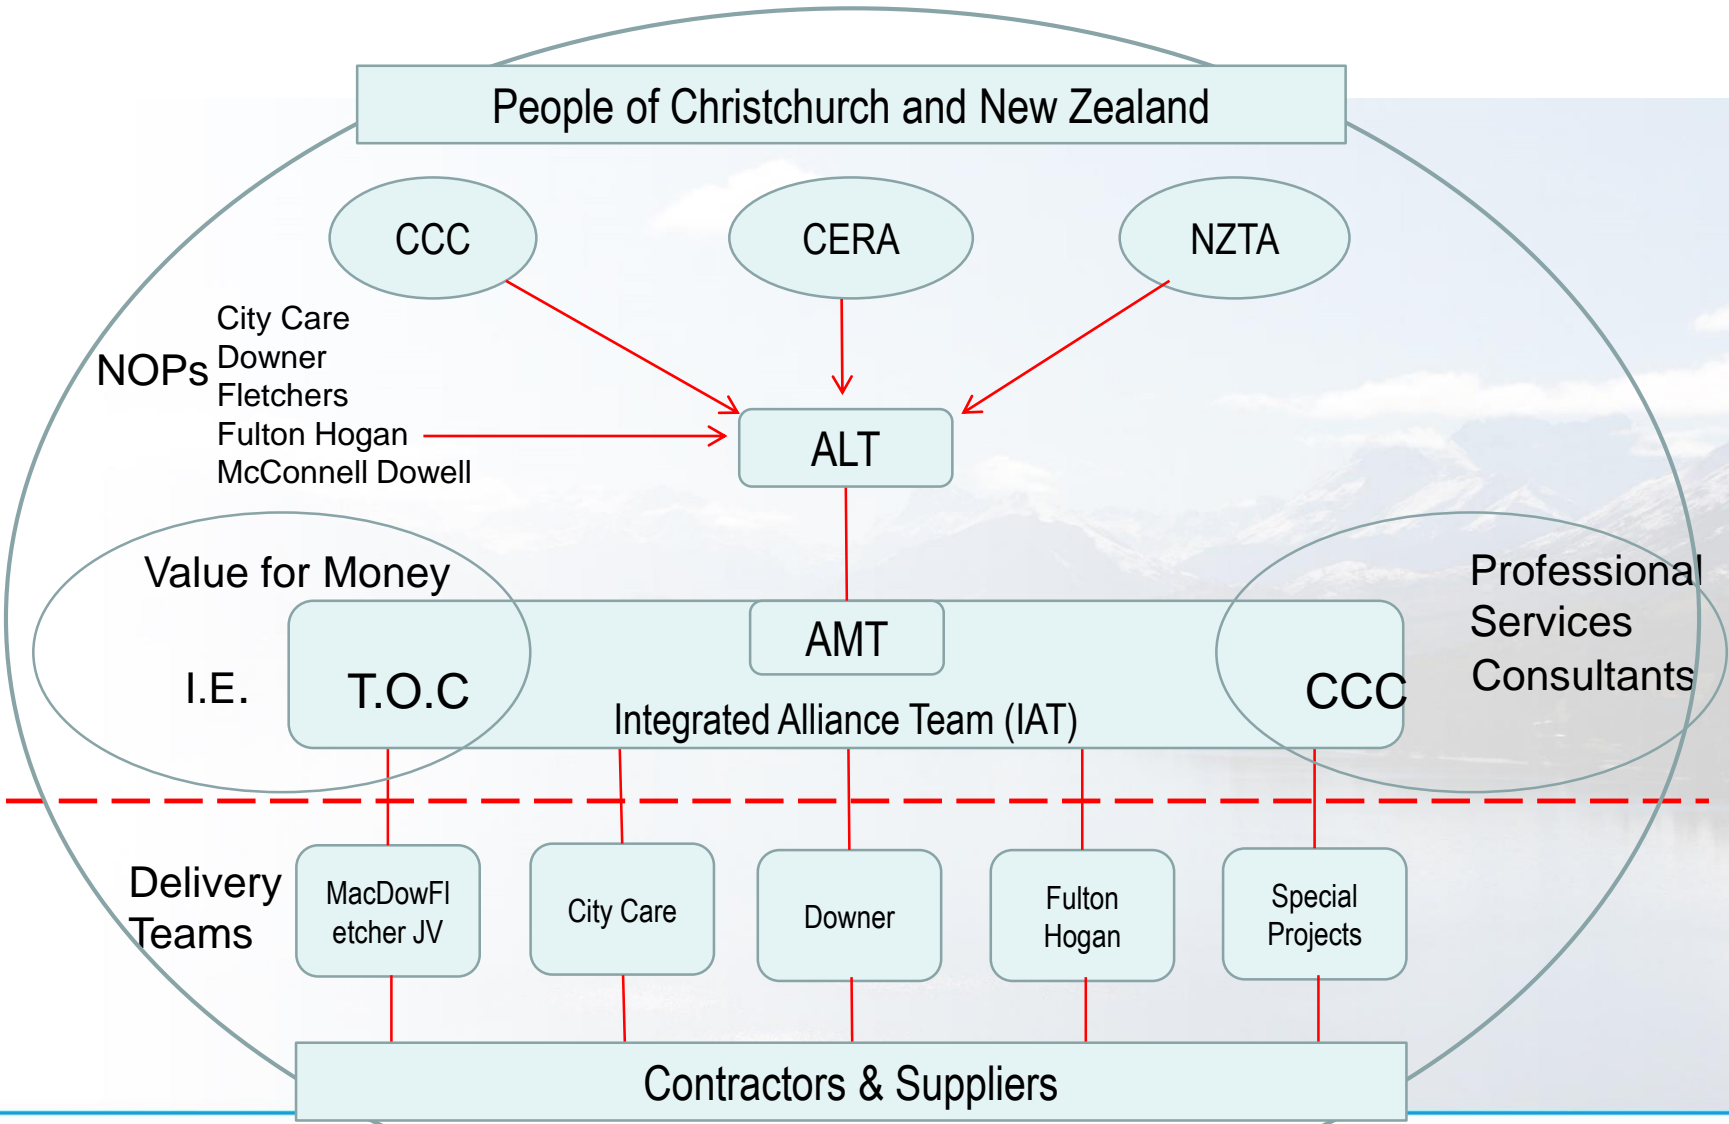 People of Christchurch and New Zealand
CCC
CERA
NZTA
NOPs
City Care
Downer
Fletchers
Fulton Hogan
McConnell Dowell
ALT
Value for Money
I.E.
T.O.C
AMT
Integrated Alliance Team (IAT)
CCC
Professional
Services
Consultants
Delivery
Teams
MacDowFl
etcher JV
City Care
Downer
Fulton
Hogan
Special
Projects
Contractors & Suppliers